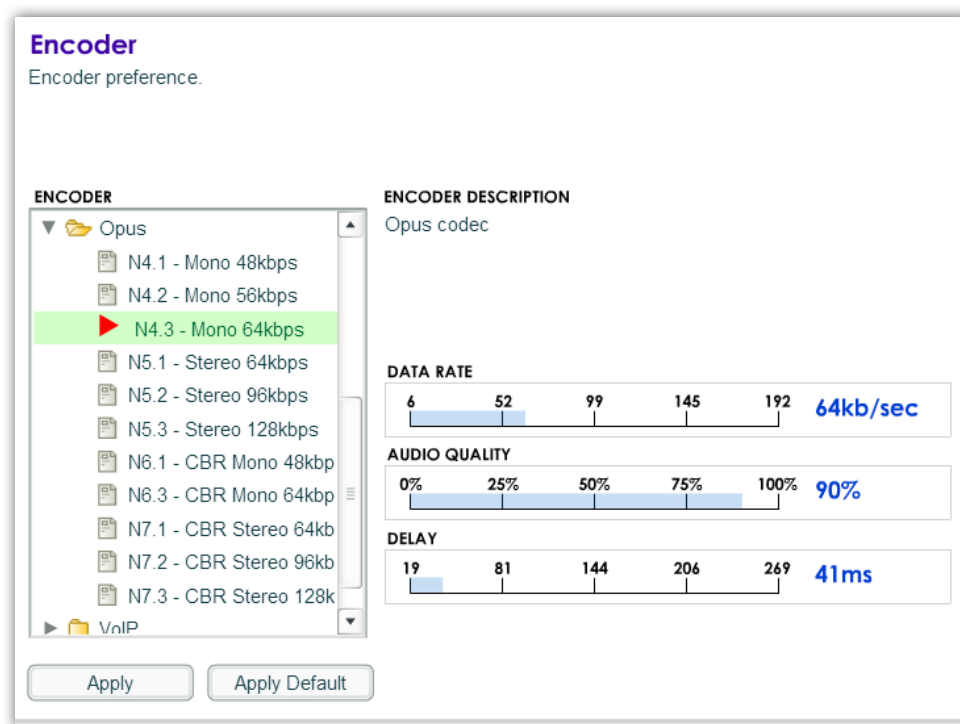 Encoder
Encoder preference.
ENCODER
Opus
N4.1 - Mono 48kbps
N4.2 - Mono 56kbps
N4.3 - Mono 64kbps
N5.1 - Stereo 64kbps
N5.2 - Stereo 96kbps
N5.3 - Stereo 128kbps
N6.1 - CBR Mono 48kbp
N6.3 - CBR Mono 64kbp
N7.1 - CBR Stereo 64kb
N7.2 - CBR Stereo 96kb
N7.3 - CBR Stereo 128k
VoIP
Apply
Apply Default
ENCODER DESCRIPTION
Opus codec
DATA RATE
6 52 99 145 192 64kb/sec
AUDIO QUALITY
0% 25% 50% 75% 100% 90%
DELAY
19 81 144 206 269 41ms